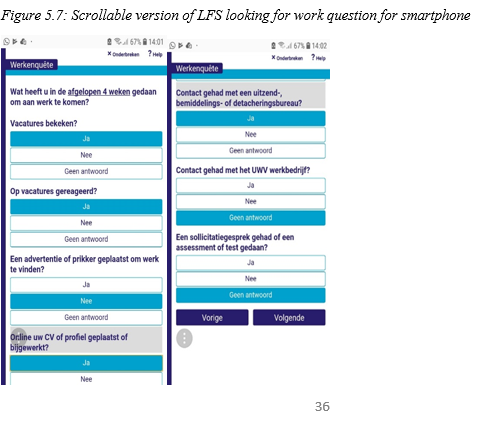 Figure 5.7: Scrollable version of LFS looking for work question for smartphone
67% 14:01
× Onderbreken ? Help
Werkenquête
Wat heeft u in de afgelopen 4 weken gedaan
om aan werk te komen?
Vacatures bekeken?
Ja
Nee
Geen antwoord
Op vacatures gereageerd?
Ja
Nee
Geen antwoord
Een advertentie of prikker geplaatst om werk
te vinden?
Ja
Nee
Geen antwoord
Online uw CV of profiel geplaatst of
bijgewerkt?
Ja
Nee
67% 14:02
× Onderbreken ? Help
Werkenquête
Contact gehad met een uitzend-,
bemiddelings- of detacheringsbureau?
Ja
Nee
Geen antwoord
Contact gehad met het UWV werkbedrijf?
Ja
Nee
Geen antwoord
Een sollicitatiegesprek gehad of een
assessment of test gedaan?
Ja
Nee
Geen antwoord
Vorige Volgende
36